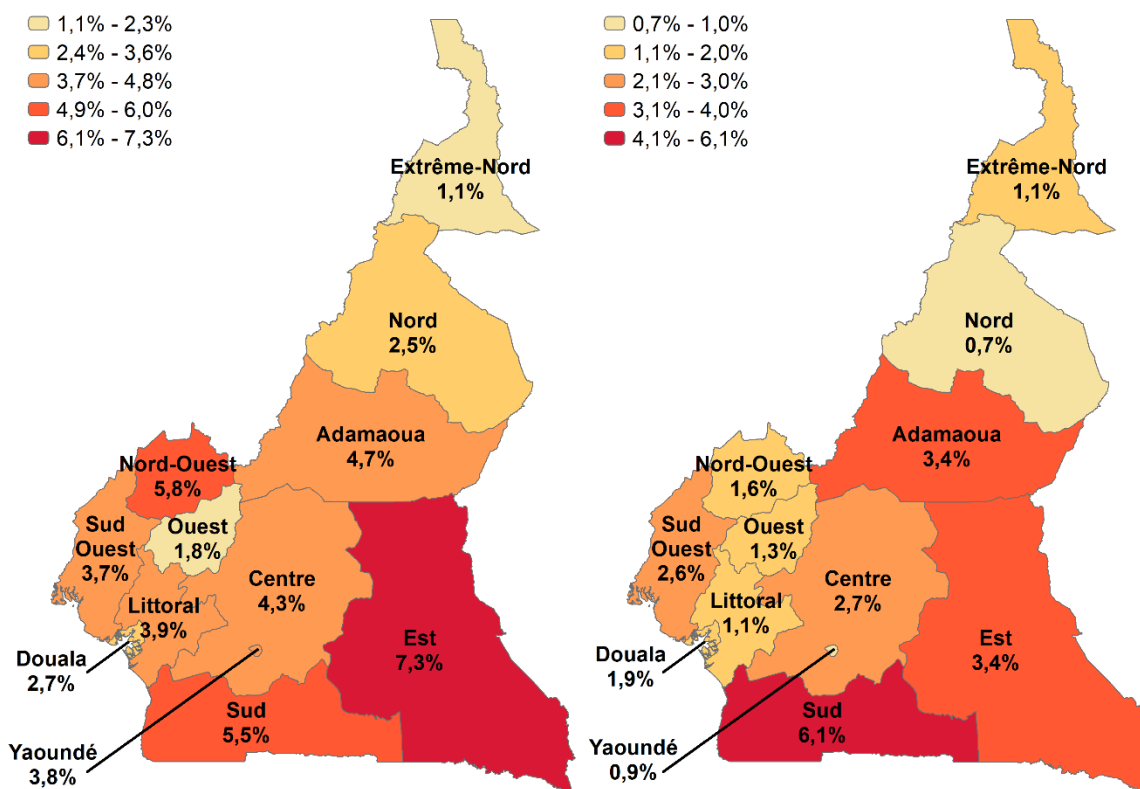 1,1% - 2,3%
2,4% - 3,6%
3,7% - 4,8%
4,9% - 6,0%
6,1% - 7,3%
Extrême-Nord
1,1%
Nord
2,5%
Adamaoua
4,7%
Nord-Ouest
5,8%
Ouest
1,8%
Sud
Ouest
3,7%
Centre
4,3%
Littoral
3,9%
Est
7,3%
Douala
2,7%
Sud
5,5%
Yaoundé
3,8%
0,7% - 1,0%
1,1% - 2,0%
2,1% - 3,0%
3,1% - 4,0%
4,1% - 6,1%
Extrême-Nord
1,1%
Nord
0,7%
Adamaoua
3,4%
Nord-Ouest
1,6%
Ouest
1,3%
Sud
Ouest
2,6%
Centre
2,7%
Littoral
1,1%
Est
3,4%
Douala
1,9%
Sud
6,1%
Yaoundé
0,9%